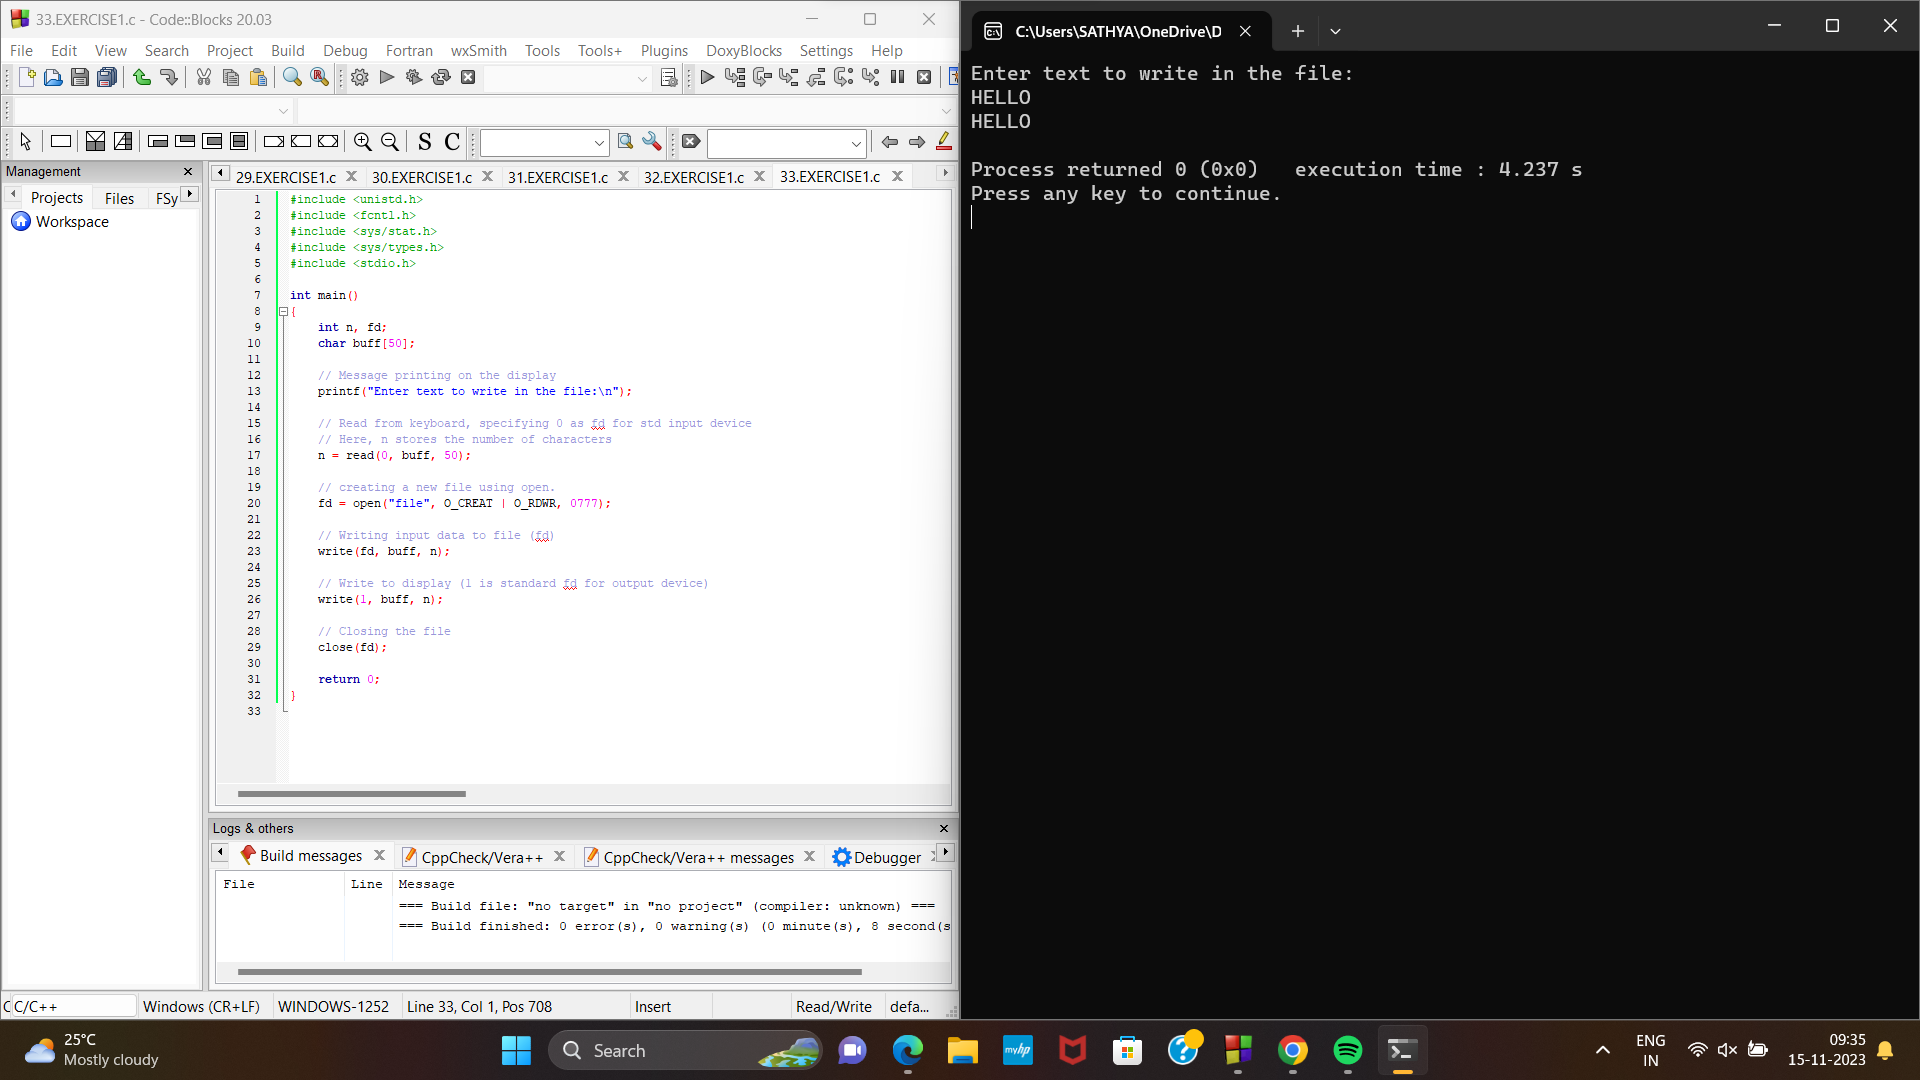 33.EXERCISE1.c - Code::Blocks 20.03
File Edit View Search Project Build Debug Fortran wxSmith Tools Tools+ Plugins DoxyBlocks Settings Help
S C
Management
Projects Files FSy
Workspace
29.EXERCISE1.c 30.EXERCISE1.c 31.EXERCISE1.c 32.EXERCISE1.c 33.EXERCISE1.c
1 #include <unistd.h>
2 #include <fcntl.h>
3 #include <sys/stat.h>
4 #include <sys/types.h>
5 #include <stdio.h>
6
7 int main()
8 {
9 int n, fd;
10 char buff[50];
11
12 // Message printing on the display
13 printf("Enter text to write in the file:\n");
14
15 // Read from keyboard, specifying 0 as fd for std input device
16 // Here, n stores the number of characters
17 n = read(0, buff, 50);
18
19 // creating a new file using open.
20 fd = open("file", O_CREAT | O_RDWR, 0777);
21
22 // Writing input data to file (fd)
23 write(fd, buff, n);
24
25 // Write to display (1 is standard fd for output device)
26 write(1, buff, n);
27
28 // Closing the file
29 close(fd);
30
31 return 0;
32 }
33
Logs & others
Build messages CppCheck/Vera++ CppCheck/Vera++ messages Debugger
File Line Message
=== Build file: "no target" in "no project" (compiler: unknown) ===
=== Build finished: 0 error(s), 0 warning(s) (0 minute(s), 8 second(s
C C/C++ Windows (CR+LF) WINDOWS-1252 Line 33, Col 1, Pos 708 Insert Read/Write defa...
C:\Users\SATHYA\OneDrive\D
Enter text to write in the file:
HELLO
HELLO
Process returned 0 (0x0) execution time : 4.237 s
Press any key to continue.
25°C
Mostly cloudy
Search
myhp
ENG
IN
09:35
15-11-2023